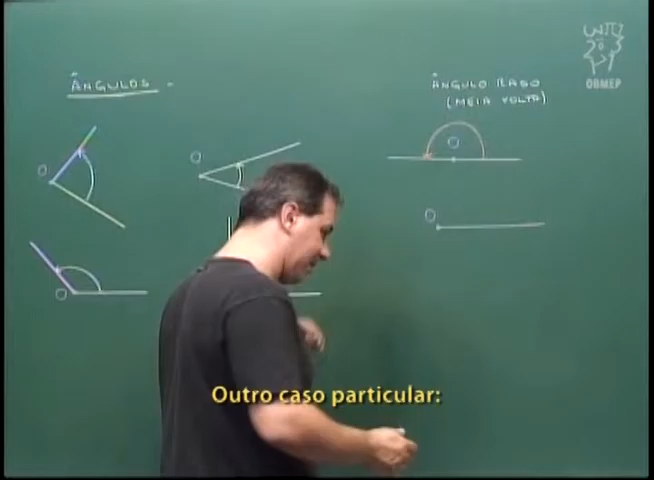 ÂNGULOS -
ÂNGULO RASO
(MEIA VOLTA)
OBMEP
O
O
O
O
O
Outro caso particular: